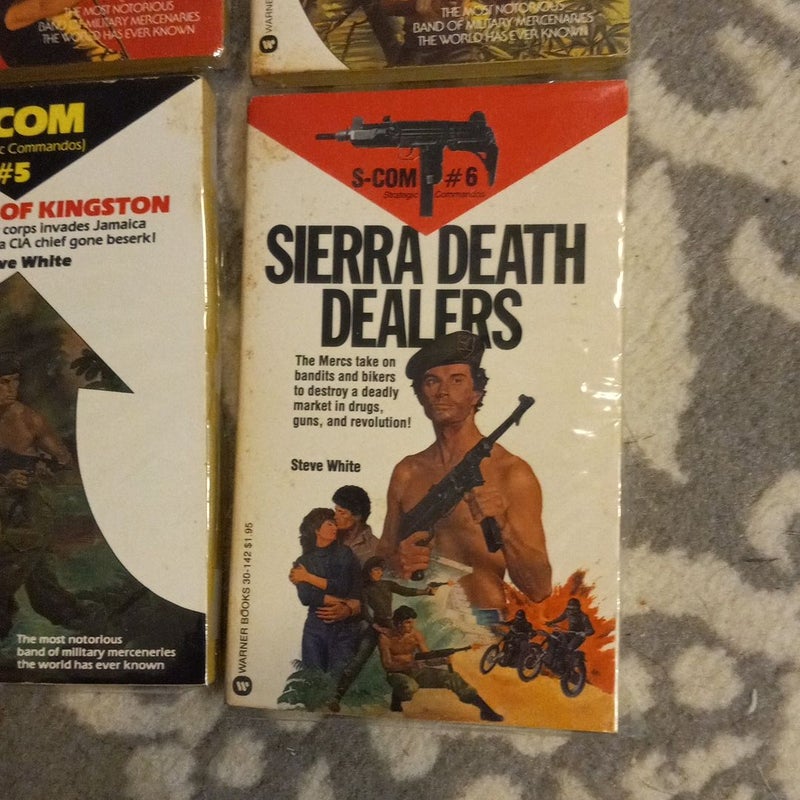 THE MOST NOTORIOUS
BAND OF MILITARY MERCENARIES
THE WORLD HAS EVER KNOWN
WARNE
THE MOST NOTORIOUS
BAND OF MILITARY MERCENARIES
THE WORLD HAS EVER KNOWN
COM
c Commandos)
#5
OF KINGSTON
corps invades Jamaica
a CIA chief gone beserk!
ve White
The most notorious
band of military merceneries
the world has ever known
S-COM #6
Strategic Commandos
SIERRA DEATH
DEALERS
The Mercs take on
bandits and bikers
to destroy a deadly
market in drugs,
guns, and revolution!
Steve White
WARNER BOOKS 30-142 $1.95